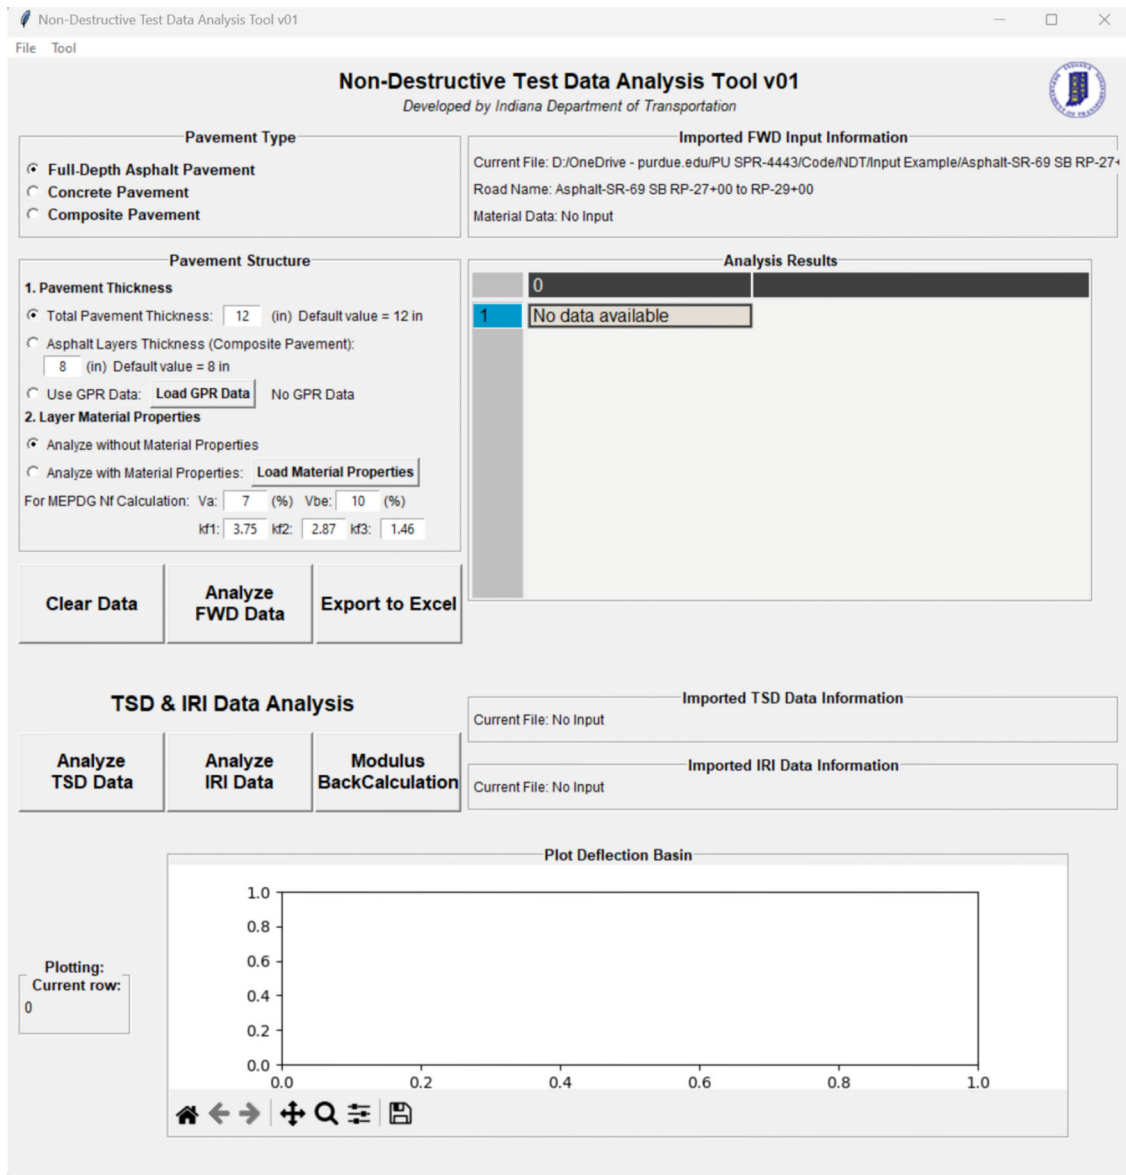 Non-Destructive Test Data Analysis Tool v01
File Tool
Non-Destructive Test Data Analysis Tool v01
Developed by Indiana Department of Transportation
Pavement Type
Full-Depth Asphalt Pavement
Concrete Pavement
Composite Pavement
Imported FWD Input Information
Current File: D:/OneDrive - purdue.edu/PU SPR-4443/Code/NDT/Input Example/Asphalt-SR-69 SB RP-27+
Road Name: Asphalt-SR-69 SB RP-27+00 to RP-29+00
Material Data: No Input
Pavement Structure
1. Pavement Thickness
Total Pavement Thickness: 12 (in) Default value = 12 in
Asphalt Layers Thickness (Composite Pavement):
8 (in) Default value = 8 in
Use GPR Data: Load GPR Data No GPR Data
2. Layer Material Properties
Analyze without Material Properties
Analyze with Material Properties: Load Material Properties
For MEPDG Nf Calculation: Va: 7 (%) Vbe: 10 (%)
kf1: 3.75 kf2: 2.87 kf3: 1.46
Analysis Results
0
1 No data available
Clear Data
Analyze
FWD Data
Export to Excel
TSD & IRI Data Analysis
Analyze
TSD Data
Analyze
IRI Data
Modulus
BackCalculation
Imported TSD Data Information
Current File: No Input
Imported IRI Data Information
Current File: No Input
Plotting:
Current row:
0
Plot Deflection Basin
1.0
0.8
0.6
0.4
0.2
0.0
0.0 0.2 0.4 0.6 0.8 1.0